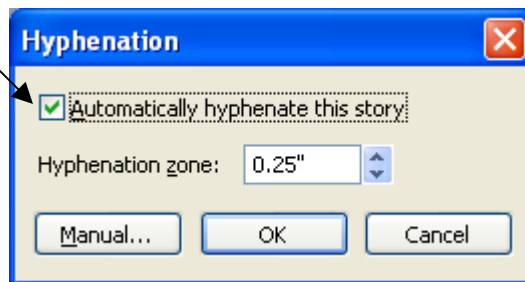 Hyphenation
Automatically hyphenate this story
Hyphenation zone: 0.25"
Manual... OK Cancel